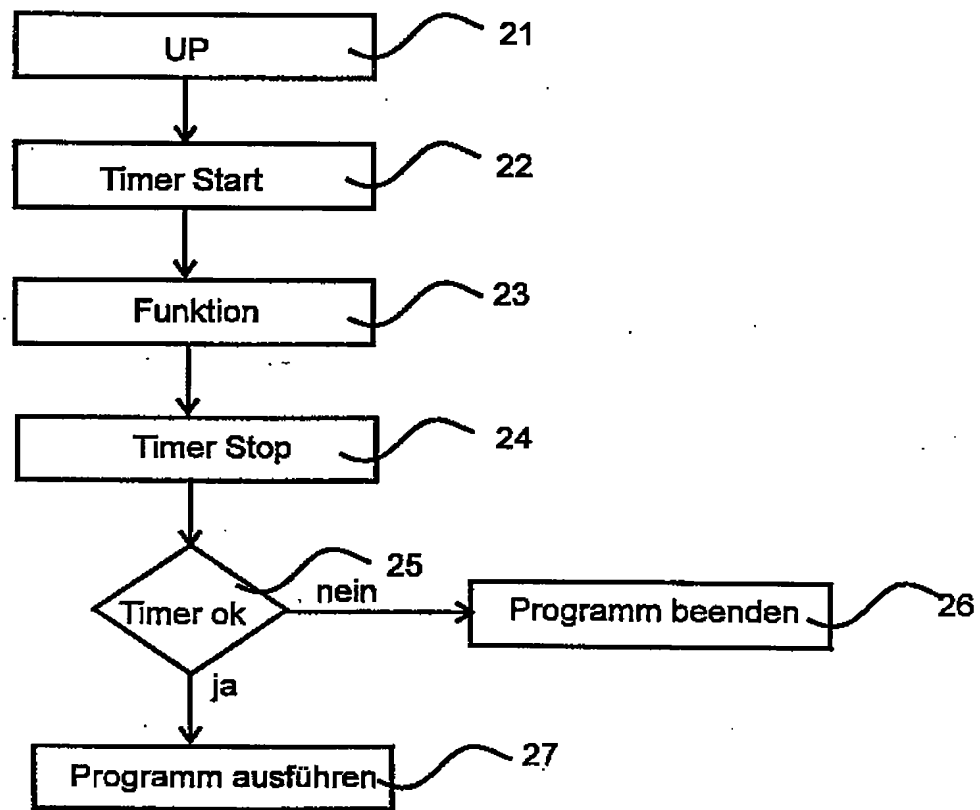 UP
21
Timer Start
22
Funktion
23
Timer Stop
24
Timer ok
25
nein
Programm beenden
26
ja
Programm ausführen
27